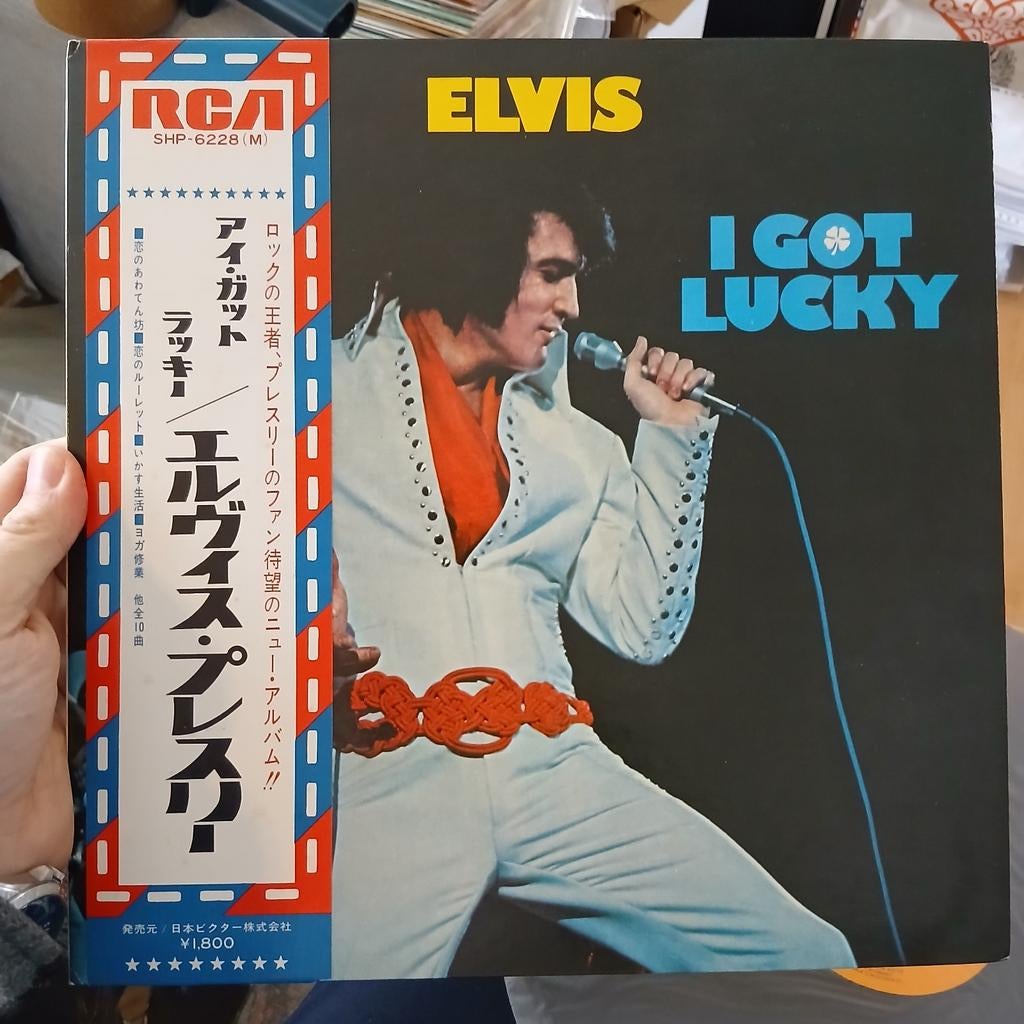 RCA
SHP-6228(M)
ロックの王者、プレスリーのファン待望のニュー・アルバム!!
アイ・ガット
ラッキー/エルヴィス・プレスリー
■恋のあわてん坊■恋のルーレット■いかす生活■ヨガ修業 他全10曲
発売元/日本ビクター株式会社
¥1,800
ELVIS
I GOT
LUCKY